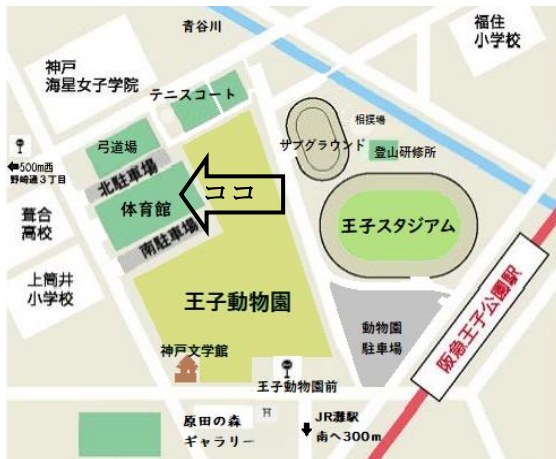 青谷川
福住
小学校
神戸
海星女子学院
テニスコート
相撲場
サブグラウンド
登山研修所
弓道場
←500m西
野崎通3丁目
北駐車場
ココ
体育館
葺合
高校
南駐車場
王子スタジアム
上筒井
小学校
王子動物園
阪急王子公園駅
動物園
駐車場
神戸文学館
王子動物園前
原田の森
ギャラリー
JR灘駅
南へ300m